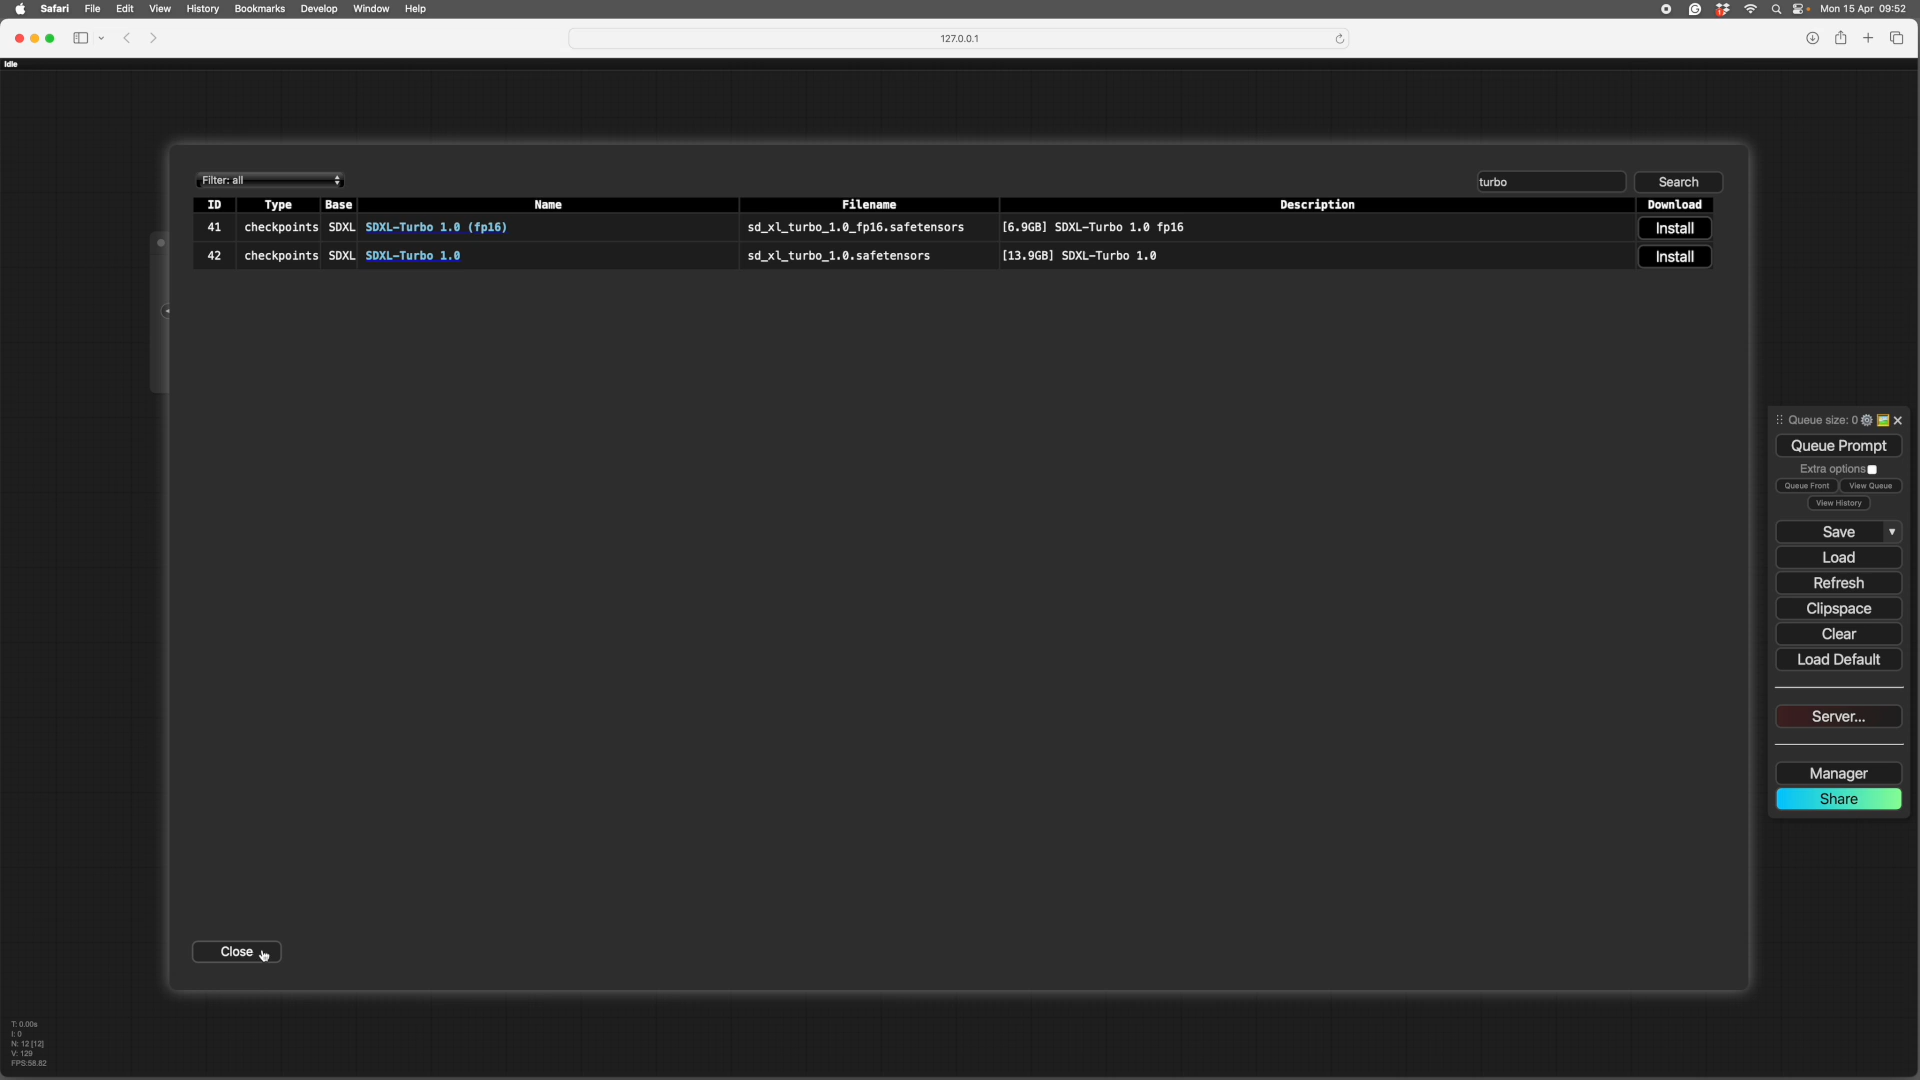 Safari File Edit View History Bookmarks Develop Window Help Mon 15 Apr 09:52
127.0.0.1
Idle
Filter: all turbo Search
ID Type Base Name Filename Description Download
41 checkpoints SDXL SDXL-Turbo 1.0 (fp16) sd_xl_turbo_1.0_fp16.safetensors [6.9GB] SDXL-Turbo 1.0 fp16 Install
42 checkpoints SDXL SDXL-Turbo 1.0 sd_xl_turbo_1.0.safetensors [13.9GB] SDXL-Turbo 1.0 Install
Queue size: 0
Queue Prompt
Extra options
Queue Front View Queue
View History
Save
Load
Refresh
Clipspace
Clear
Load Default
Server...
Manager
Share
Close
T: 0.00s
I: 0
N: 12 [12]
V: 129
FPS:58.82